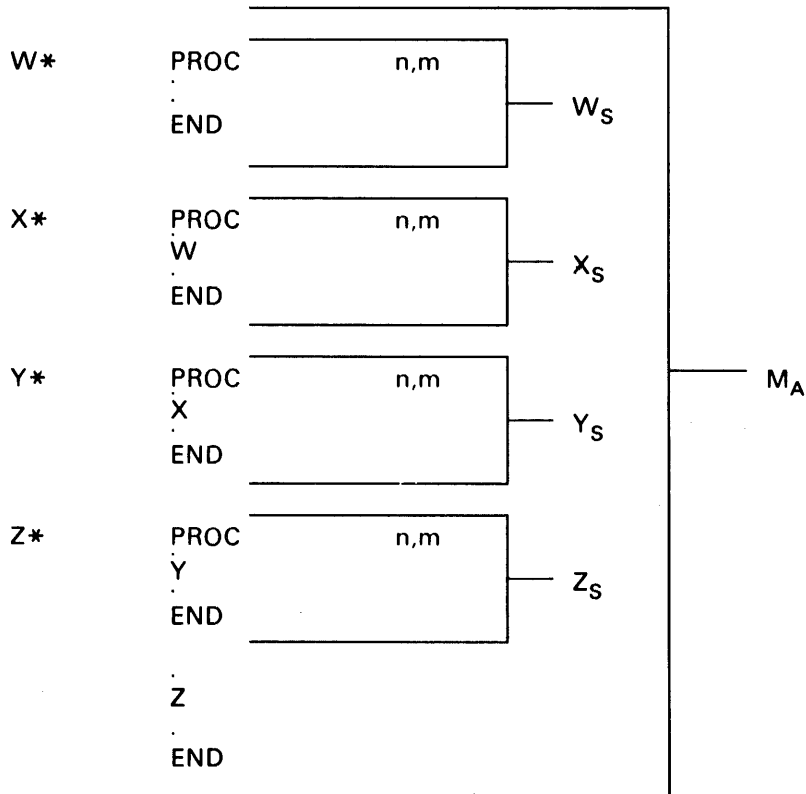 W* PROC n,m
.
. W_S
END
X* PROC n,m
.
W
. X_S
END
Y* PROC n,m M_A
.
X
. Y_S
END
Z* PROC n,m
.
Y
. Z_S
END
.
Z
.
END